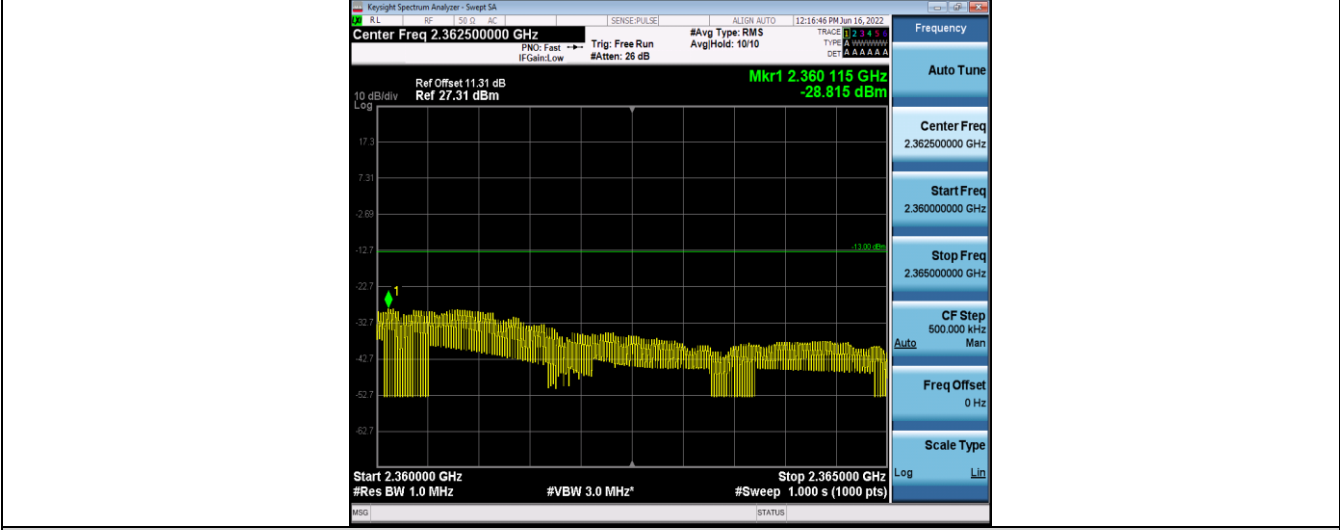 Keysight Spectrum Analyzer - Swept SA
RL RF 50 Ω AC SENSE:PULSE ALIGN AUTO 12:16:46 PM Jun 16, 2022
Center Freq 2.362500000 GHz
PNO: Fast
IFGain:Low
Trig: Free Run
#Atten: 26 dB
#Avg Type: RMS
Avg|Hold: 10/10
TRACE 1 2 3 4 5 6
TYPE A WWWWW
DET A A A A A A
Frequency
Auto Tune
Center Freq
2.362500000 GHz
Start Freq
2.360000000 GHz
Stop Freq
2.365000000 GHz
CF Step
500.000 kHz
Auto Man
Freq Offset
0 Hz
Scale Type
Log Lin
Mkr1 2.360 115 GHz
-28.815 dBm
Ref Offset 11.31 dB
10 dB/div Ref 27.31 dBm
Log
17.3
7.31
-2.69
-12.7
-13.00 dBm
-22.7
1
-32.7
-42.7
-52.7
-62.7
Start 2.360000 GHz Stop 2.365000 GHz
#Res BW 1.0 MHz #VBW 3.0 MHz* #Sweep 1.000 s (1000 pts)
MSG STATUS